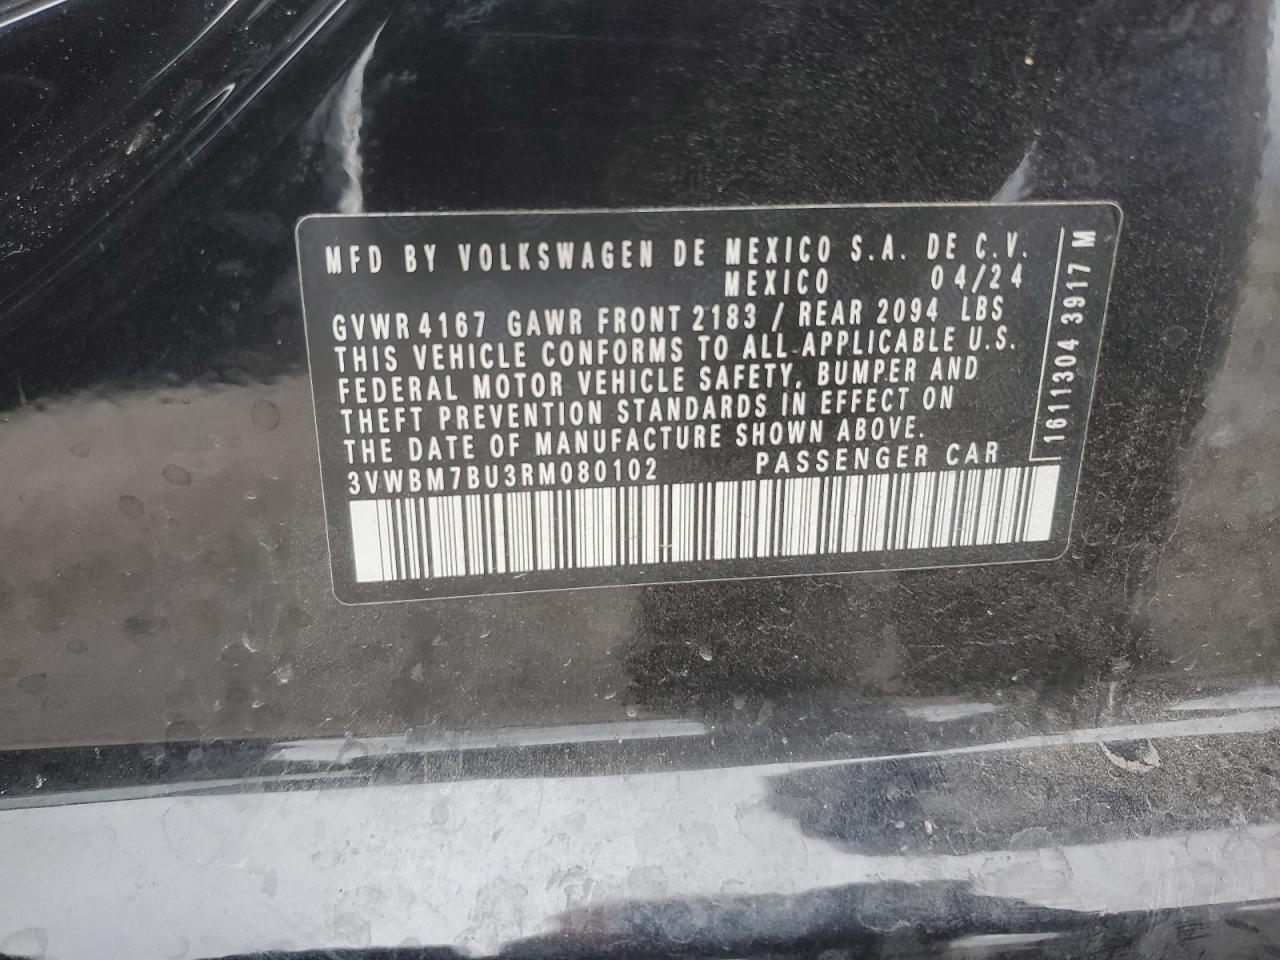 MFD BY VOLKSWAGEN DE MEXICO S.A. DE C.V.
MEXICO 04/24
GVWR 4167 GAWR FRONT 2183 / REAR 2094 LBS
THIS VEHICLE CONFORMS TO ALL APPLICABLE U.S.
FEDERAL MOTOR VEHICLE SAFETY, BUMPER AND
THEFT PREVENTION STANDARDS IN EFFECT ON
THE DATE OF MANUFACTURE SHOWN ABOVE.
3VWBM7BU3RM080102 PASSENGER CAR
1611304 3917 M